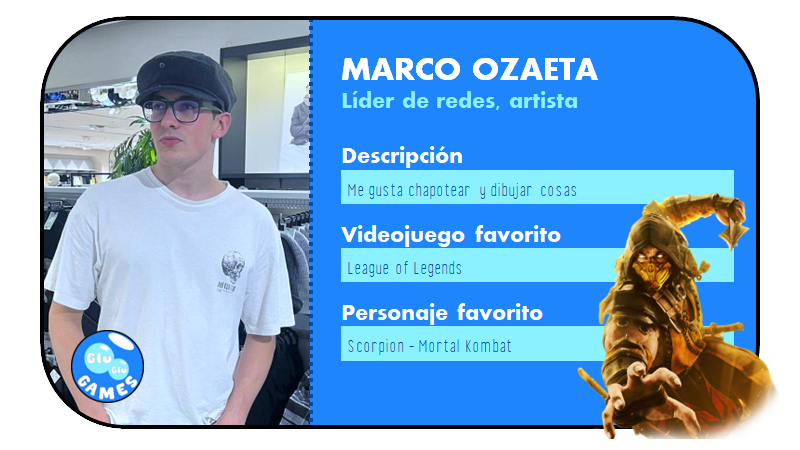 MARCO OZAETA
Líder de redes, artista
Descripción
Me gusta chapotear y dibujar cosas
Videojuego favorito
League of Legends
Personaje favorito
Scorpion - Mortal Kombat
Glu
Glu
GAMES